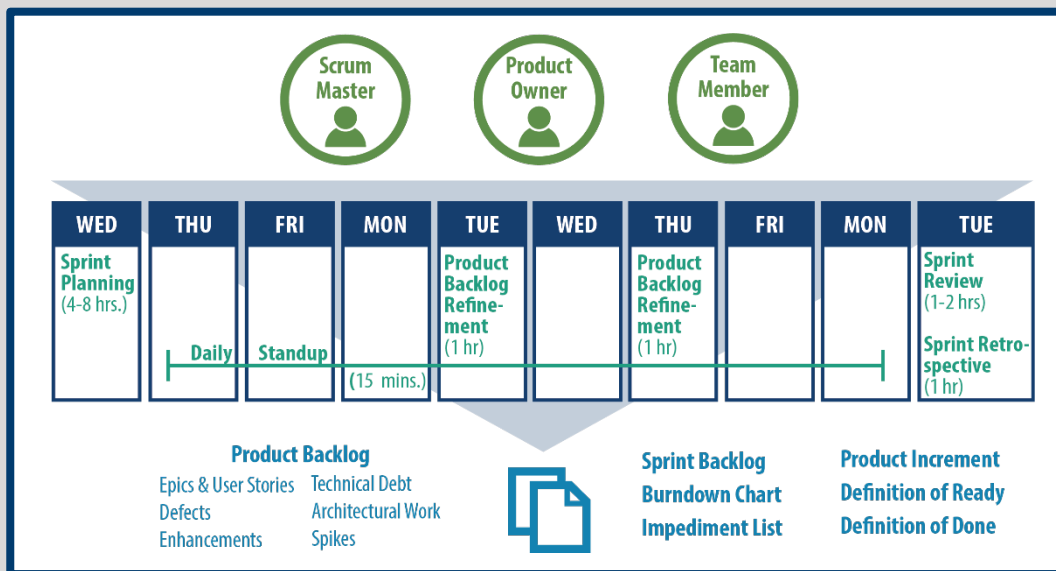 Scrum
Master
Product
Owner
Team
Member
WED
THU
FRI
MON
TUE
WED
THU
FRI
MON
TUE
Sprint
Planning
(4-8 hrs.)
Product
Backlog
Refine-
ment
(1 hr)
Product
Backlog
Refine-
ment
(1 hr)
Sprint
Review
(1-2 hrs)
Sprint Retro-
spective
(1 hr)
Daily Standup
(15 mins.)
Product Backlog
Epics & User Stories
Defects
Enhancements
Technical Debt
Architectural Work
Spikes
Sprint Backlog
Burndown Chart
Impediment List
Product Increment
Definition of Ready
Definition of Done